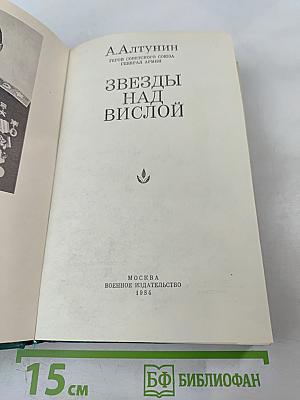 А. Алтунин
ГЕРОЙ СОВЕТСКОГО СОЮЗА
ГЕНЕРАЛ АРМИИ
ЗВЕЗДЫ
НАД
ВИСЛОЙ
МОСКВА
ВОЕННОЕ ИЗДАТЕЛЬСТВО
1984
15 см
БФ БИБЛИОФАН